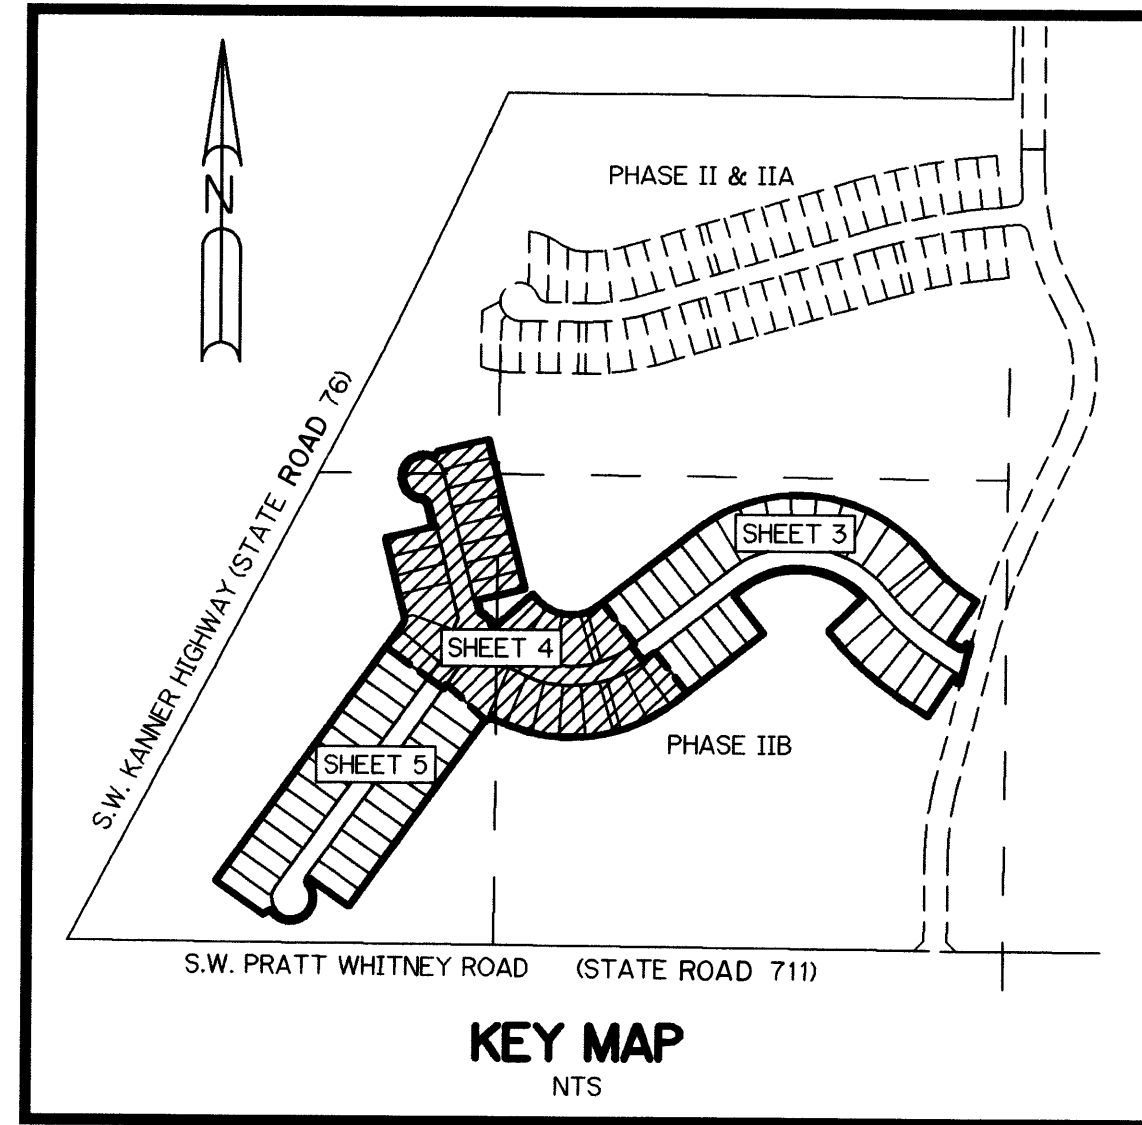 N
PHASE II & IIA
S.W. KANNER HIGHWAY (STATE ROAD 76)
SHEET 3
SHEET 4
PHASE IIB
SHEET 5
S.W. PRATT WHITNEY ROAD (STATE ROAD 711)
KEY MAP
NTS